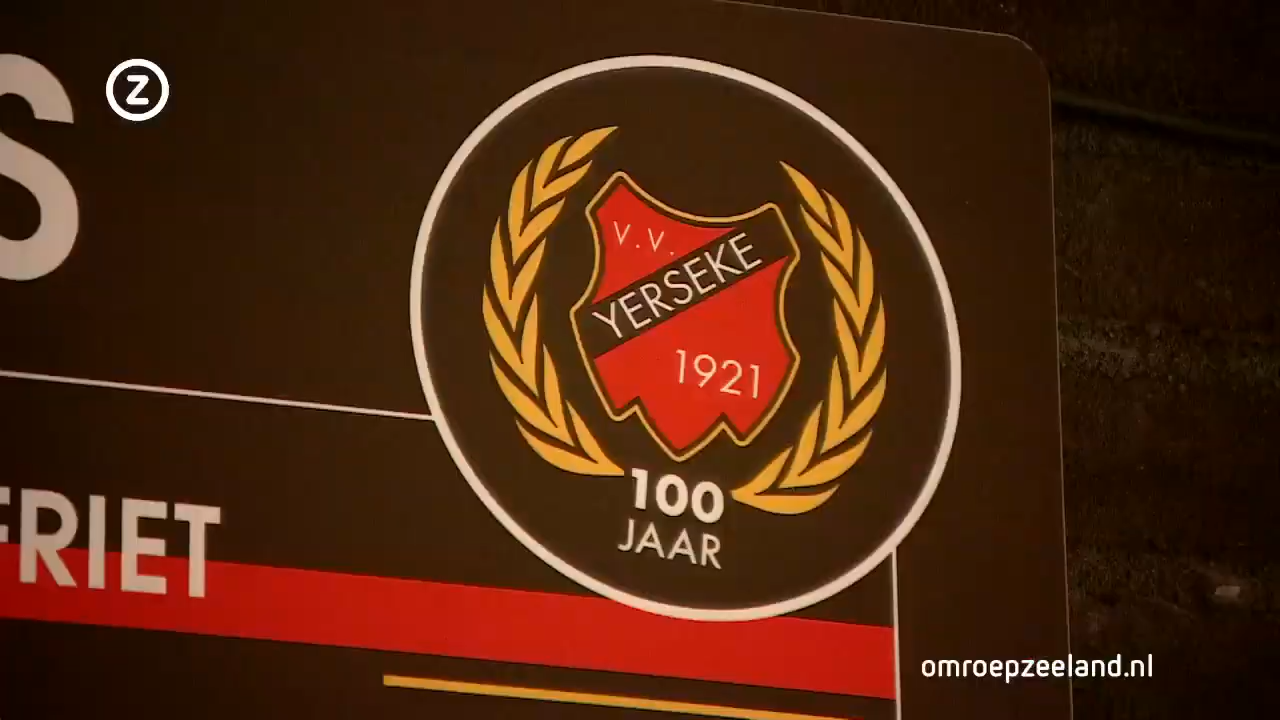 S
Z
V.V.
YERSEKE
1921
100
JAAR
FRIET
omroepzeeland.nl